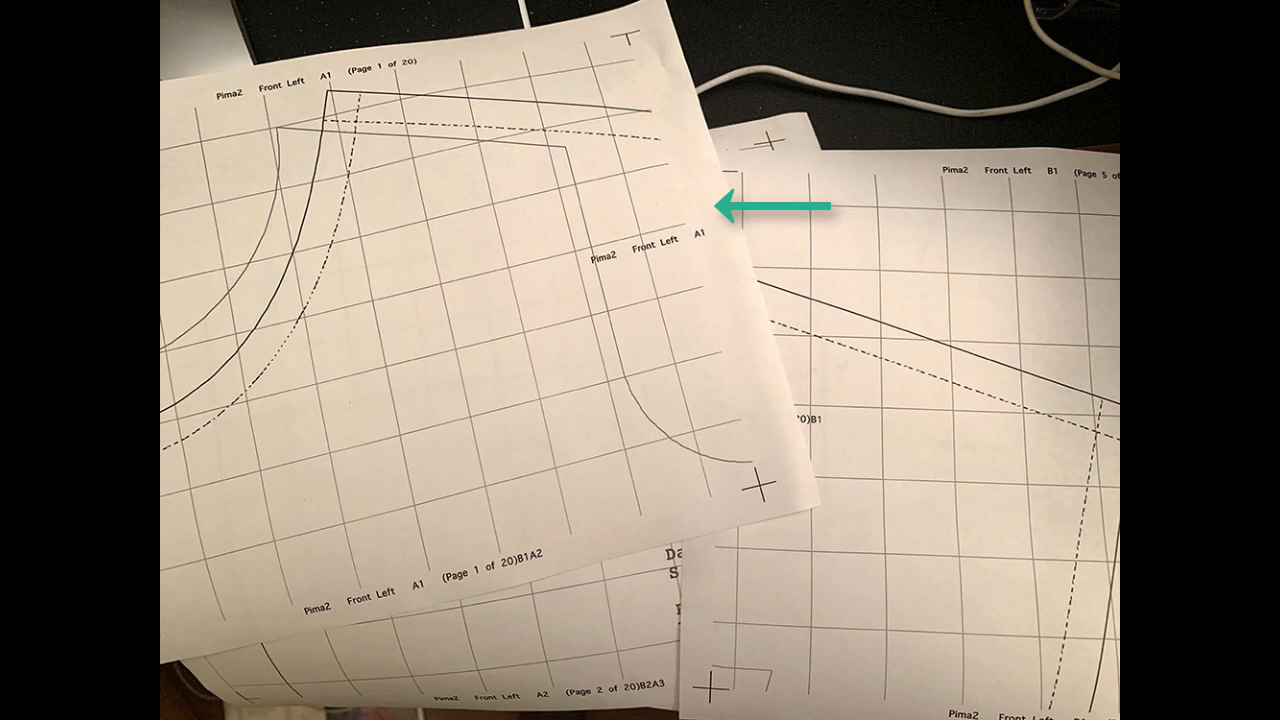 Pima2 Front Left A1 (Page 1 of 20)
Pima2 Front Left B1 (Page 5 of
Pima2 Front Left A1
0)B1
Pima2 Front Left A1 (Page 1 of 20)B1A2
Da
S
Pima2 Front Left A2 (Page 2 of 20)B2A3
Pima2 Front Left